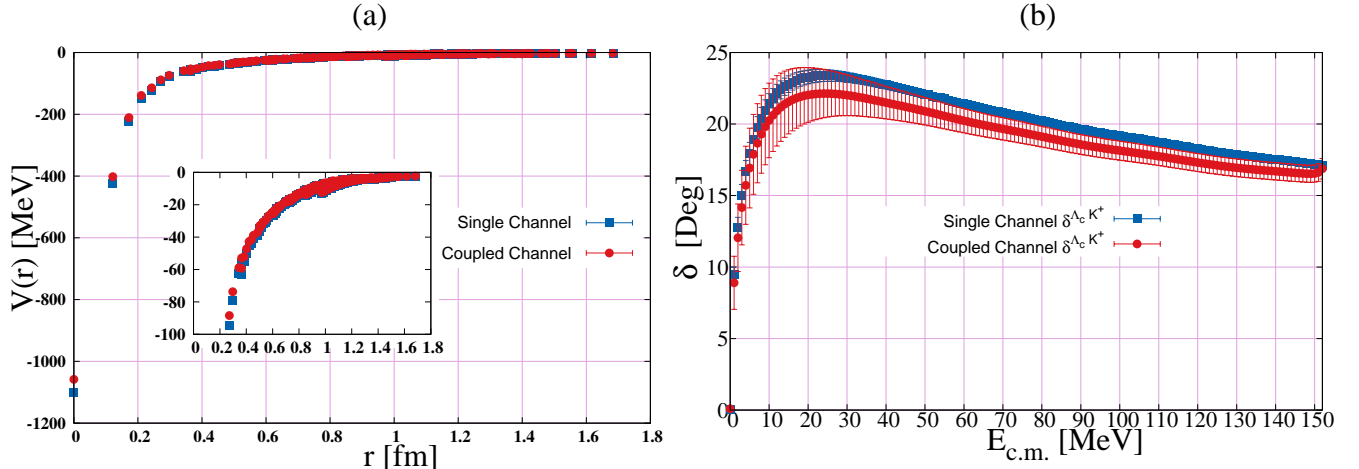 (a)
V(r) [MeV]
0
-200
-400
-600
-800
-1000
-1200
0 0.2 0.4 0.6 0.8 1 1.2 1.4 1.6 1.8
r [fm]
Single Channel
Coupled Channel
0
-20
-40
-60
-80
-100
0 0.2 0.4 0.6 0.8 1 1.2 1.4 1.6 1.8
(b)
δ [Deg]
25
20
15
10
5
0
0 10 20 30 40 50 60 70 80 90 100 110 120 130 140 150
E_{c.m.} [MeV]
Single Channel δ^{Λ_c K^+}
Coupled Channel δ^{Λ_c K^+}